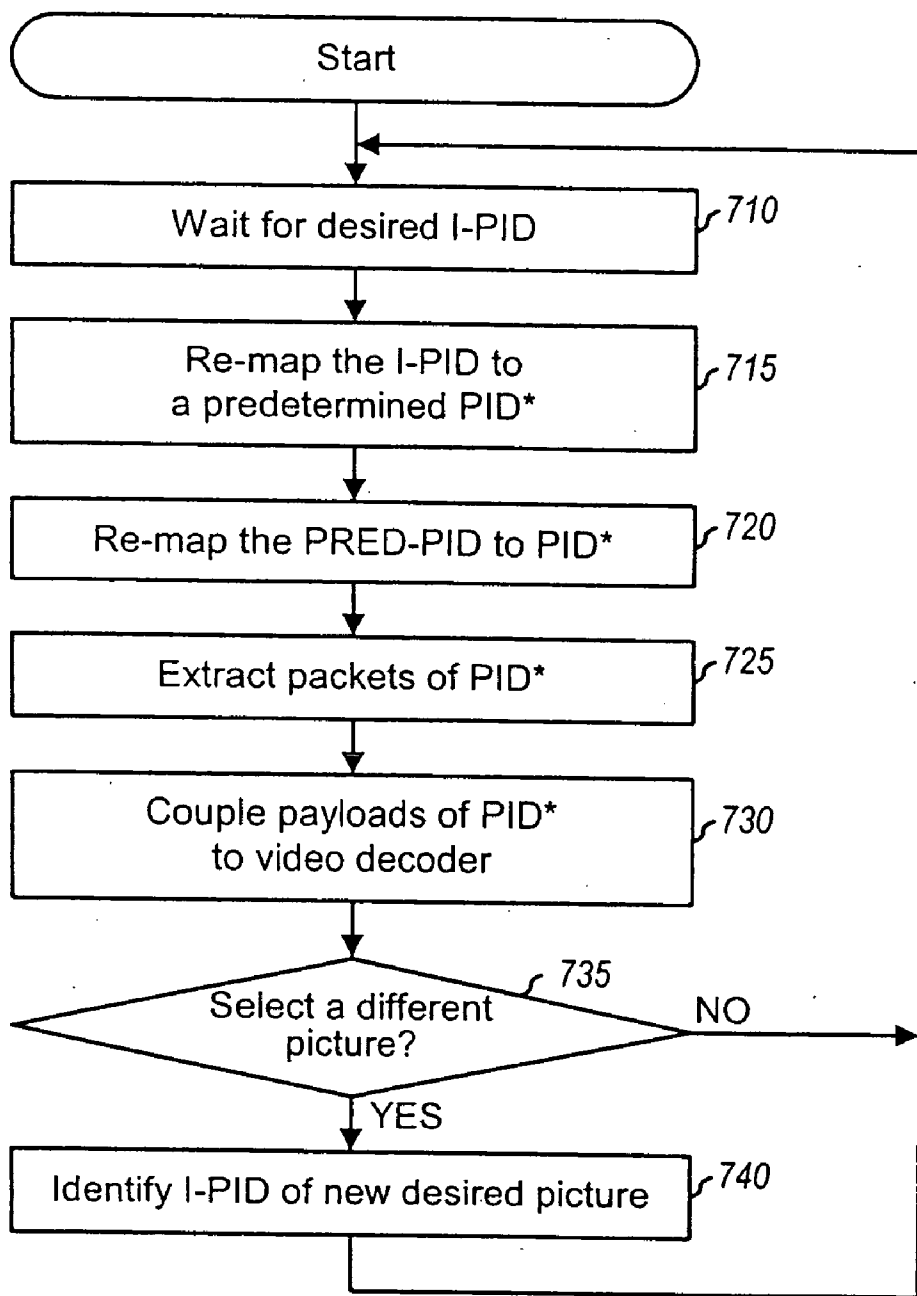 Start
Wait for desired I-PID
710
Re-map the I-PID to
a predetermined PID*
715
Re-map the PRED-PID to PID*
720
Extract packets of PID*
725
Couple payloads of PID*
to video decoder
730
735
Select a different
picture?
NO
YES
Identify I-PID of new desired picture
740